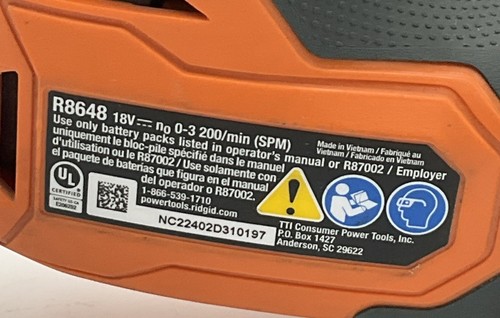 R8648 18V⎓ n₀ 0-3 200/min (SPM)
Use only battery packs listed in operator's manual or R87002 / Employer
uniquement le bloc-pile spécifié dans le manuel
d'utilisation ou le R87002 / Use solamente con
el paquete de baterías que figura en el manual
del operador o R87002.
1-866-539-1710
powertools.ridgid.com
Made in Vietnam / Fabriqué au
Vietnam / Fabricado en Vietnam
UL
CERTIFIED
NC22402D310197
TTI Consumer Power Tools, Inc.
P.O. Box 1427
Anderson, SC 29622